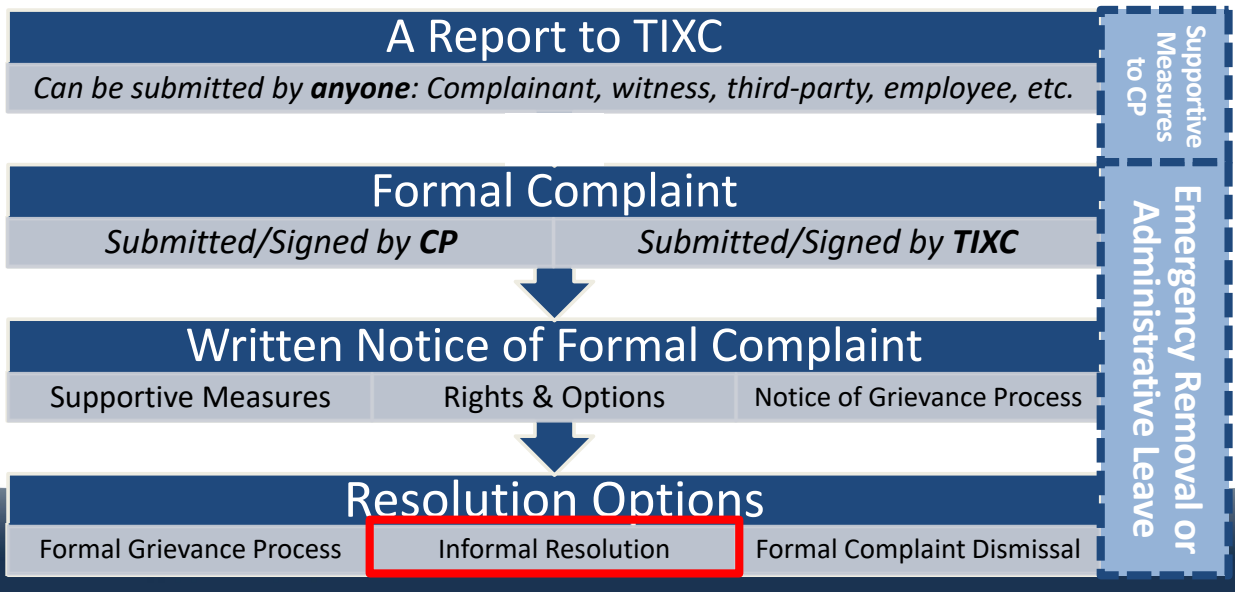 A Report to TIXC
Can be submitted by anyone: Complainant, witness, third-party, employee, etc.
Supportive
Measures
to CP
Formal Complaint
Submitted/Signed by CP
Submitted/Signed by TIXC
Written Notice of Formal Complaint
Supportive Measures
Rights & Options
Notice of Grievance Process
Resolution Options
Formal Grievance Process
Informal Resolution
Formal Complaint Dismissal
Emergency Removal or
Administrative Leave